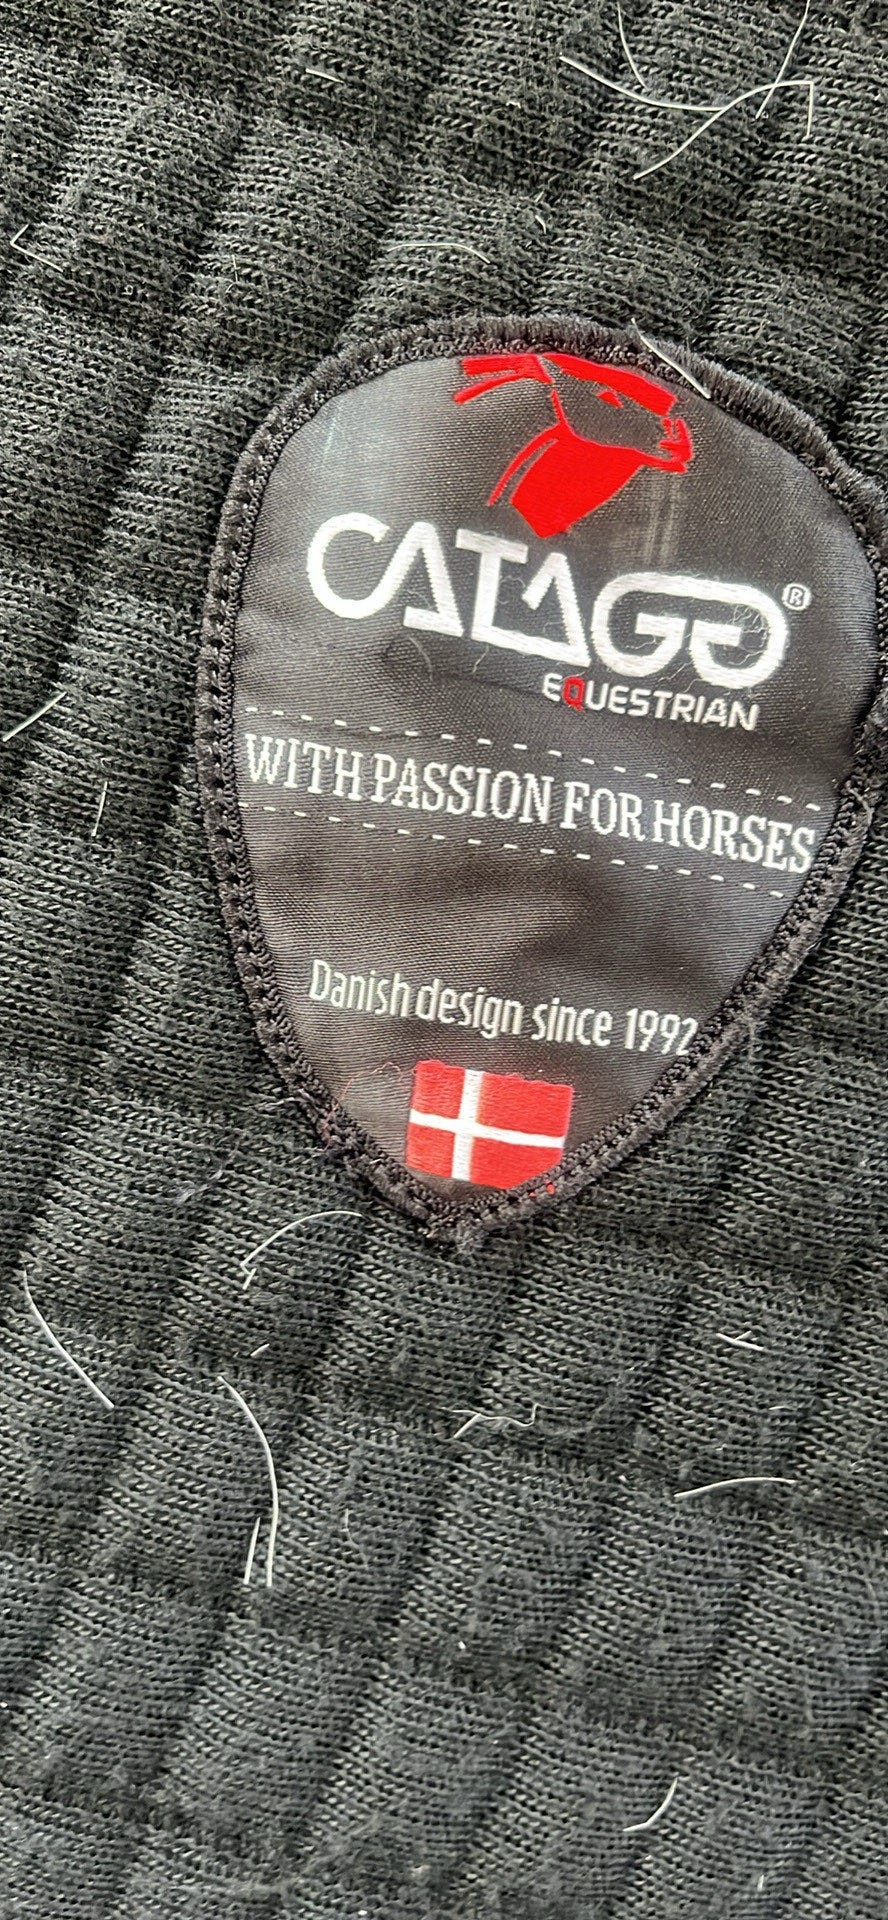 CATAGO®
EQUESTRIAN
WITH PASSION FOR HORSES
Danish design since 1992